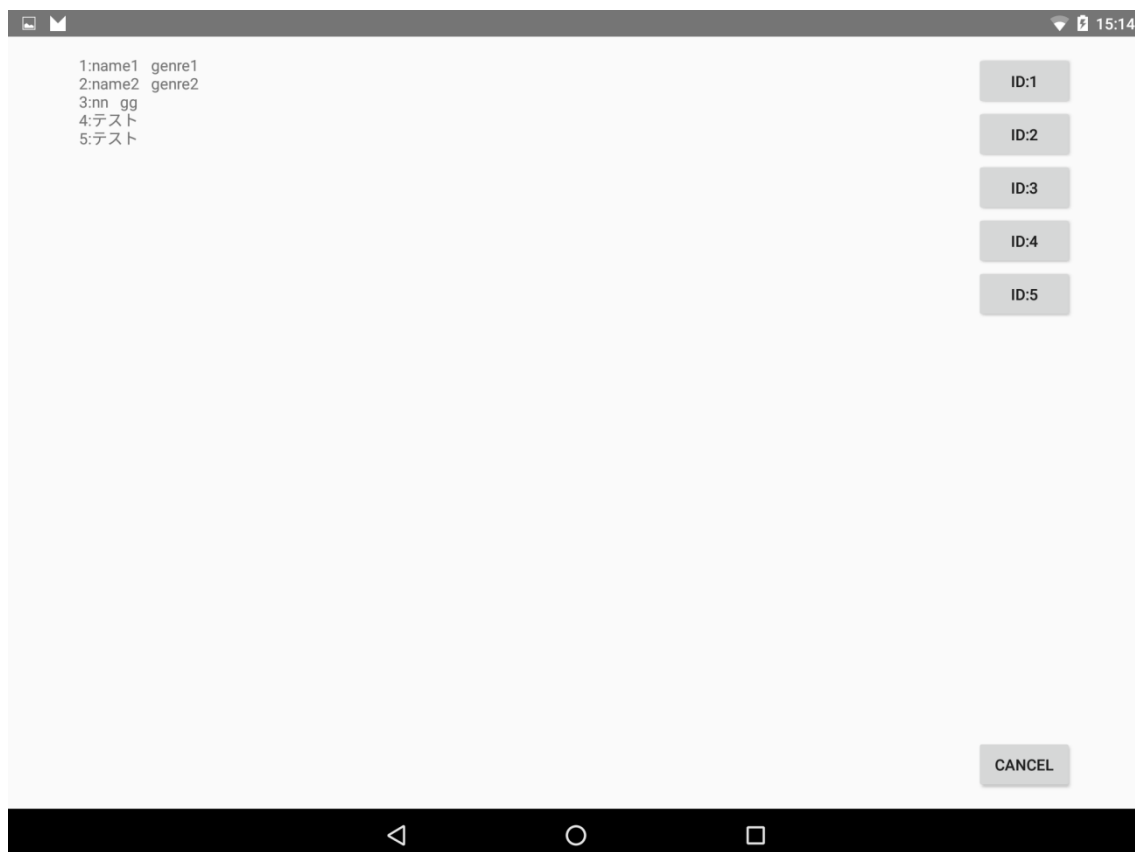 15:14
1:name1 genre1
2:name2 genre2
3:nn gg
4:テスト
5:テスト
ID:1
ID:2
ID:3
ID:4
ID:5
CANCEL